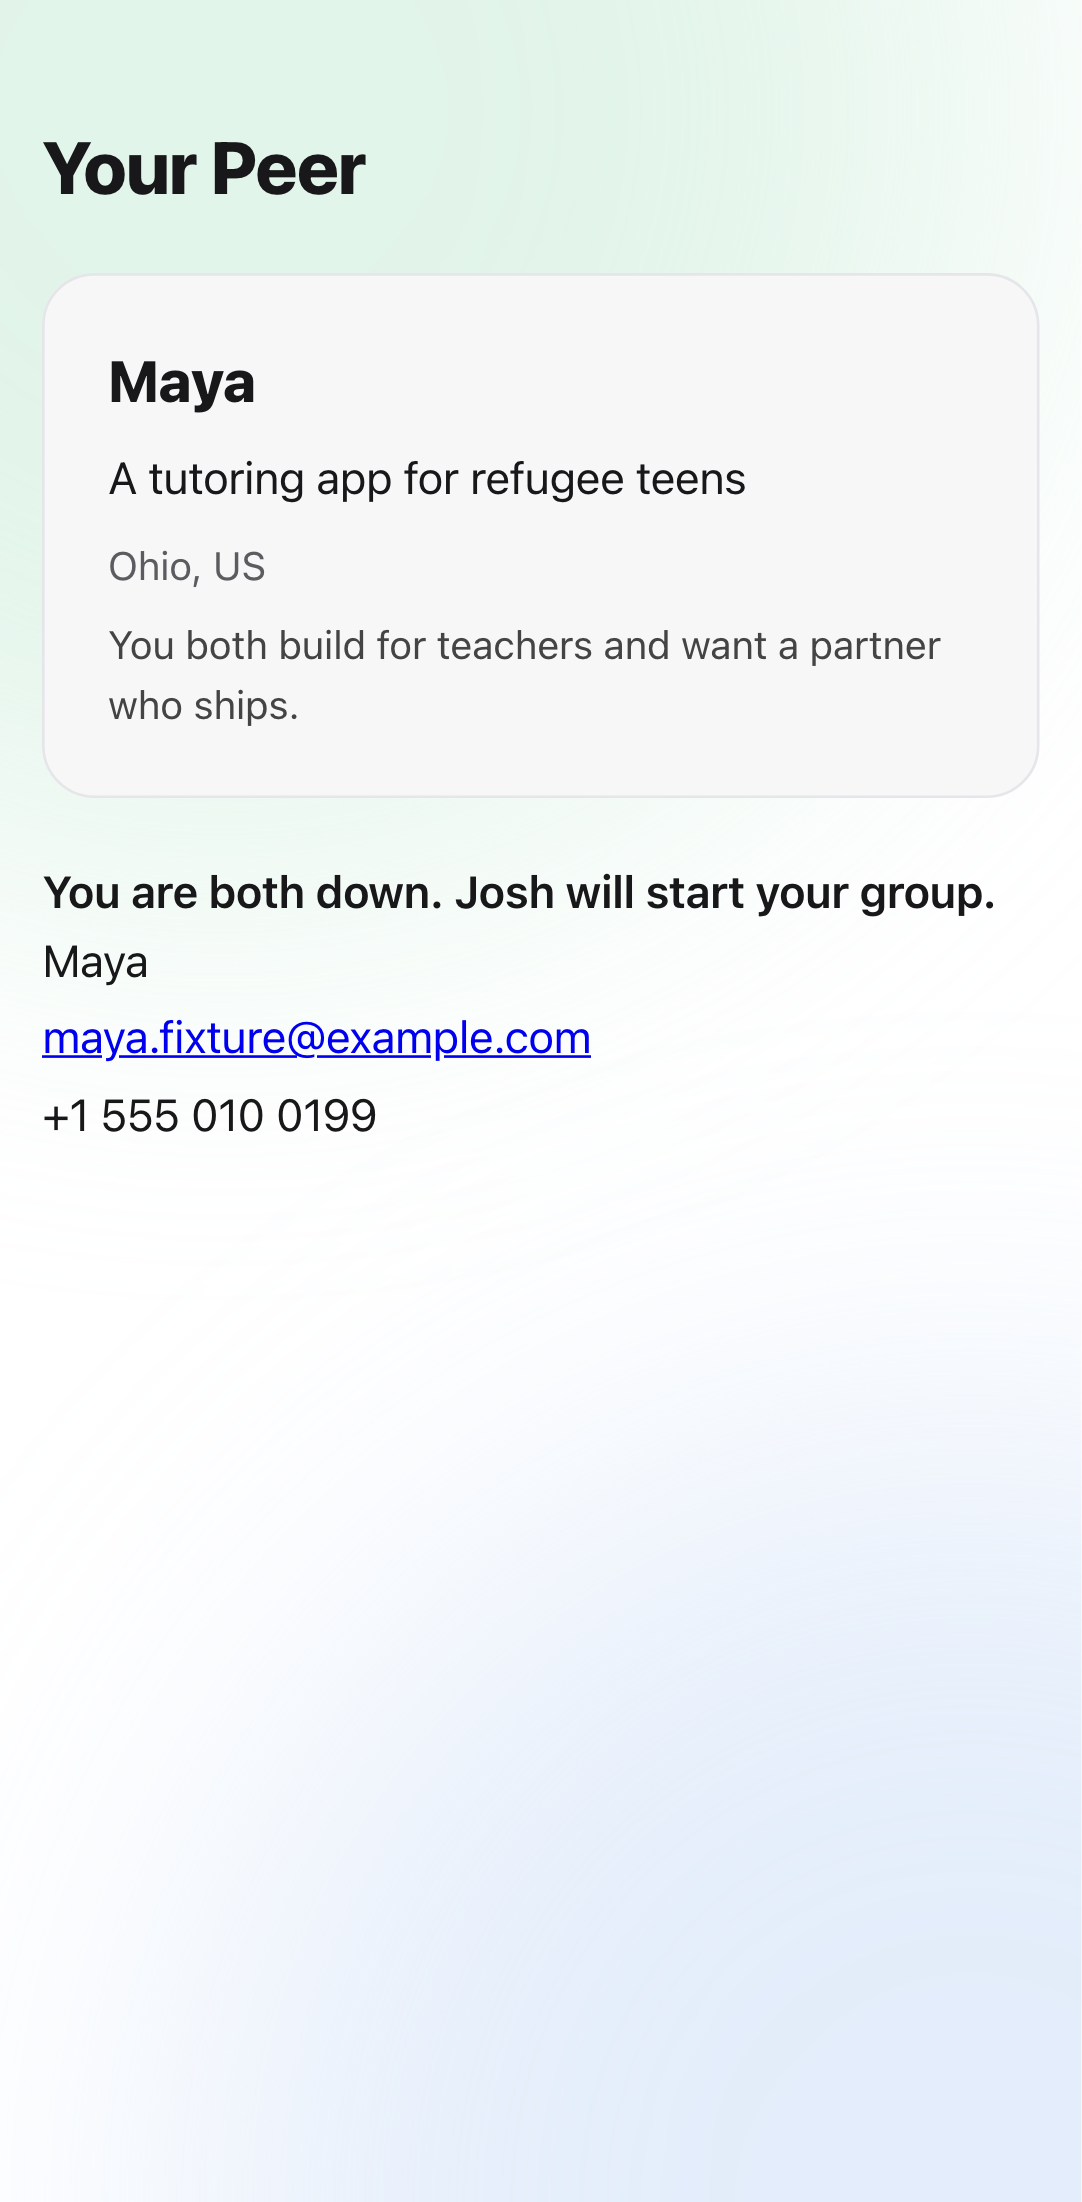 Your Peer
Maya
A tutoring app for refugee teens
Ohio, US
You both build for teachers and want a partner
who ships.
You are both down. Josh will start your group.
Maya
maya.fixture@example.com
+1 555 010 0199